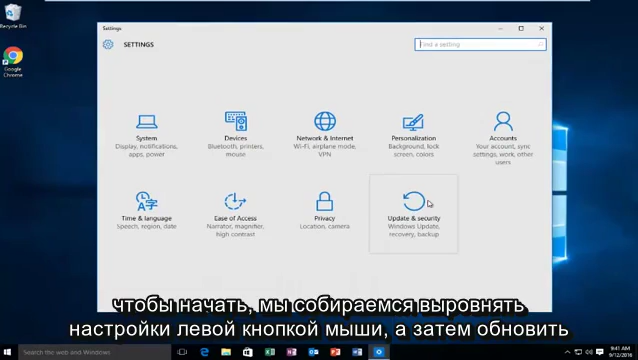 Recycle Bin
Google
Chrome
Settings
SETTINGS
Find a setting
System
Display, notifications,
apps, power
Devices
Bluetooth, printers,
mouse
Network & Internet
Wi-Fi, airplane mode,
VPN
Personalization
Background, lock
screen, colors
Accounts
Your account, sync
settings, work, other
users
Time & language
Speech, region, date
Ease of Access
Narrator, magnifier,
high contrast
Privacy
Location, camera
Update & security
Windows Update,
recovery, backup
чтобы начать, мы собираемся выровнять
настройки левой кнопкой мыши, а затем обновить
Search the web and Windows
9:41 AM